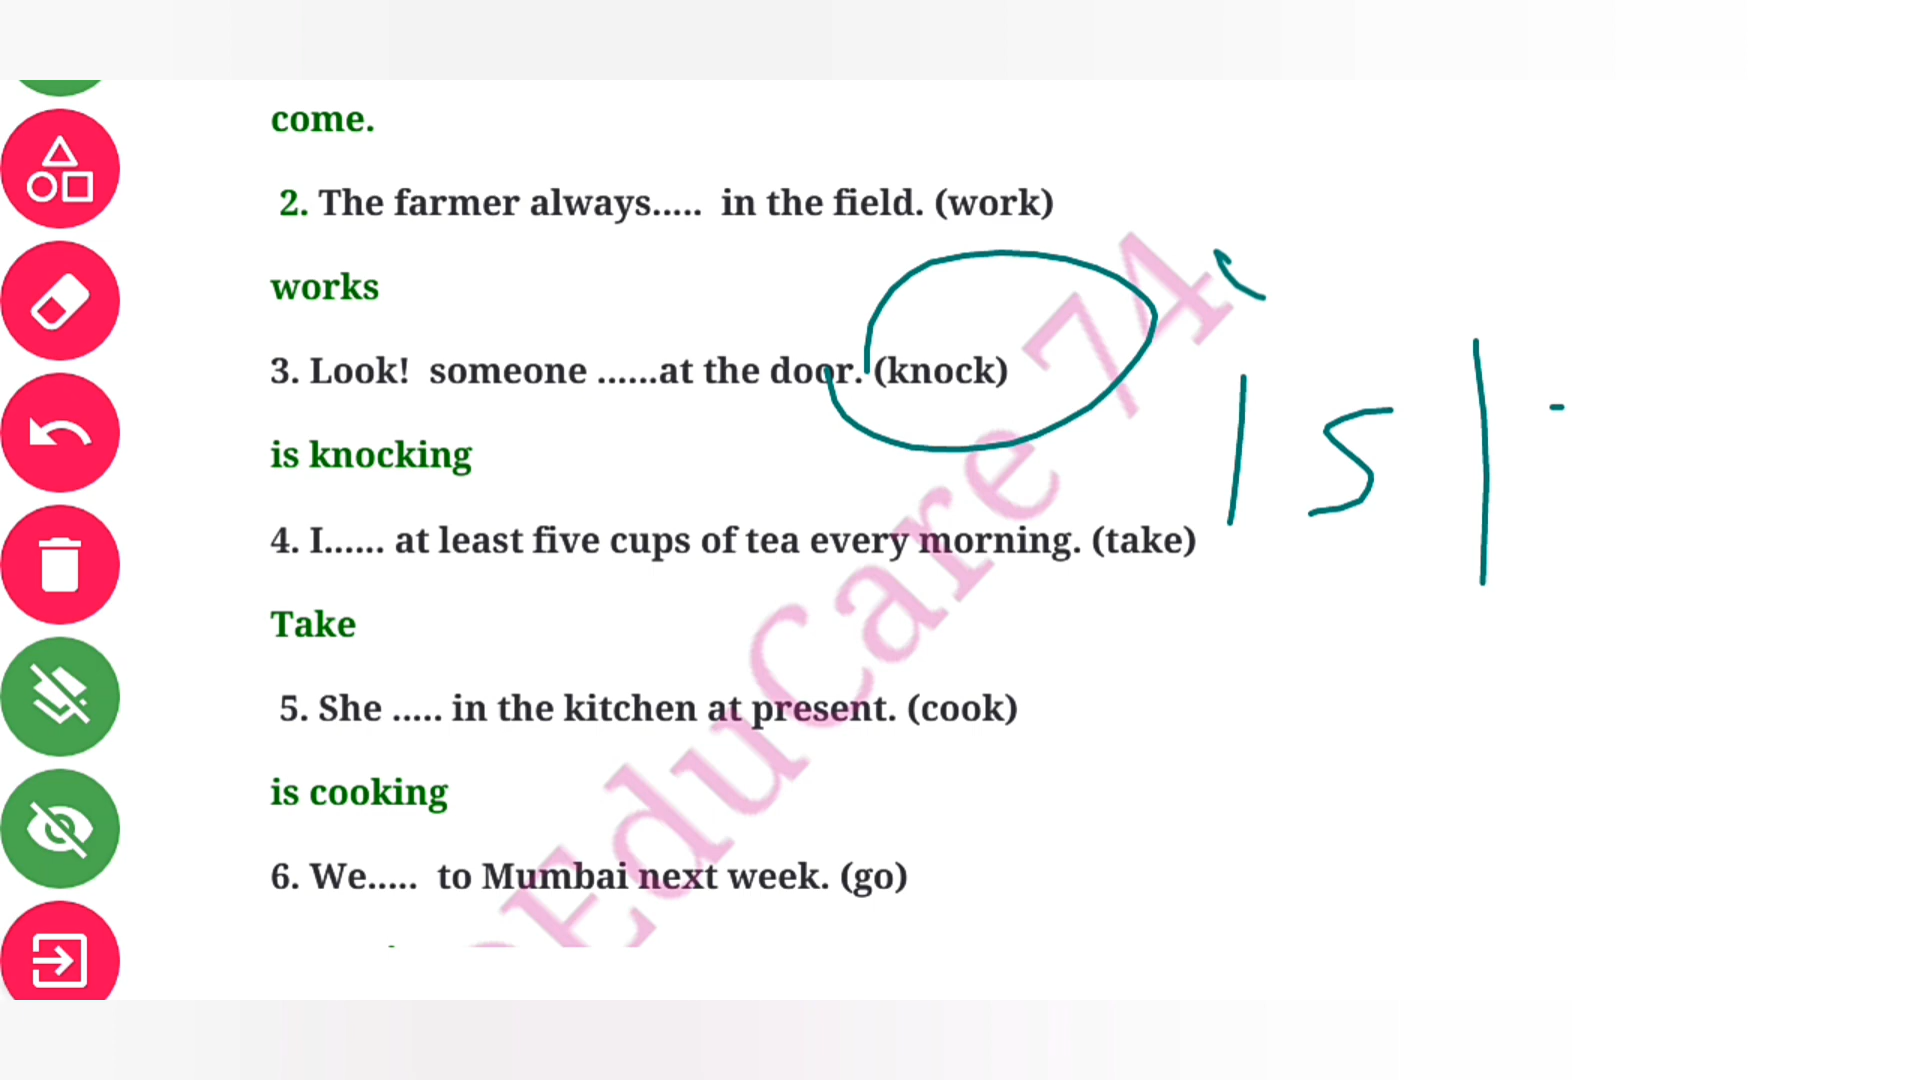 come.
2. The farmer always..... in the field. (work)
works
3. Look! someone ......at the door. (knock)
is knocking
4. I...... at least five cups of tea every morning. (take)
Take
5. She ..... in the kitchen at present. (cook)
is cooking
6. We..... to Mumbai next week. (go)
EduCare 74
is